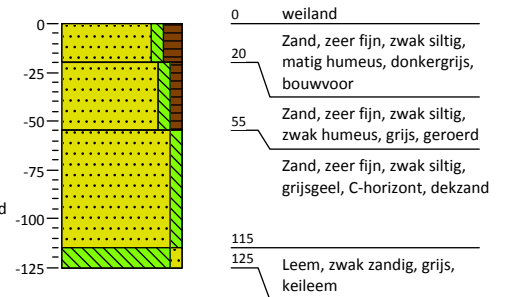 0
-25
-50
-75
-100
-125
d
0 weiland
20
Zand, zeer fijn, zwak siltig,
matig humeus, donkergrijs,
bouwvoor
55
Zand, zeer fijn, zwak siltig,
zwak humeus, grijs, geroerd
Zand, zeer fijn, zwak siltig,
grijsgeel, C-horizont, dekzand
115
125
Leem, zwak zandig, grijs,
keileem